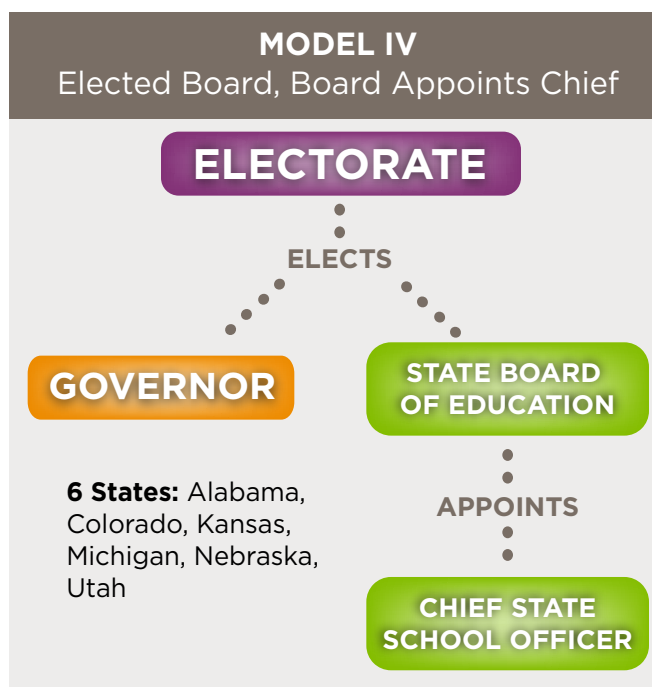 MODEL IV
Elected Board, Board Appoints Chief
ELECTORATE
ELECTS
GOVERNOR
STATE BOARD
OF EDUCATION
6 States: Alabama,
Colorado, Kansas,
Michigan, Nebraska,
Utah
APPOINTS
CHIEF STATE
SCHOOL OFFICER